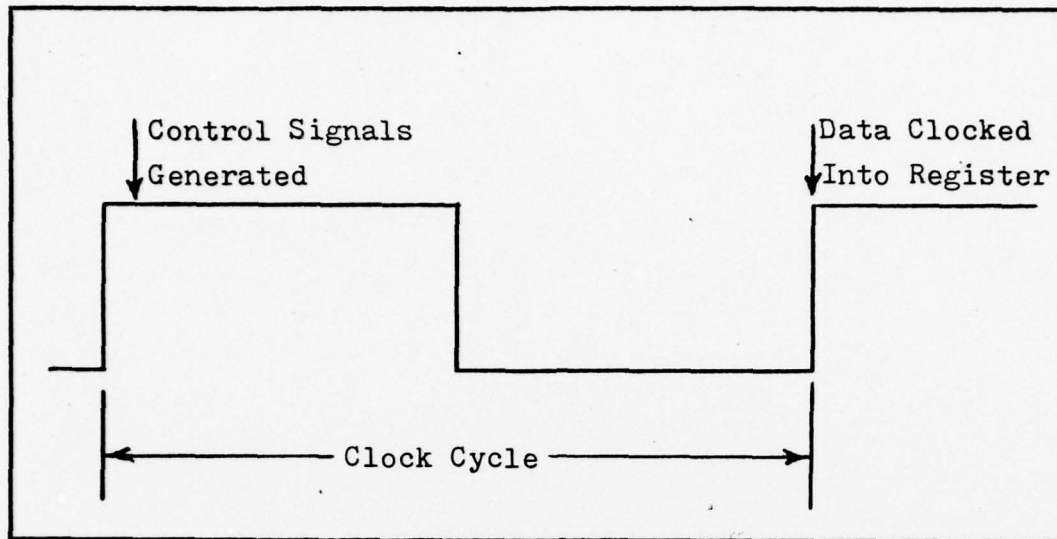 Control Signals
Generated
Data Clocked
Into Register
Clock Cycle